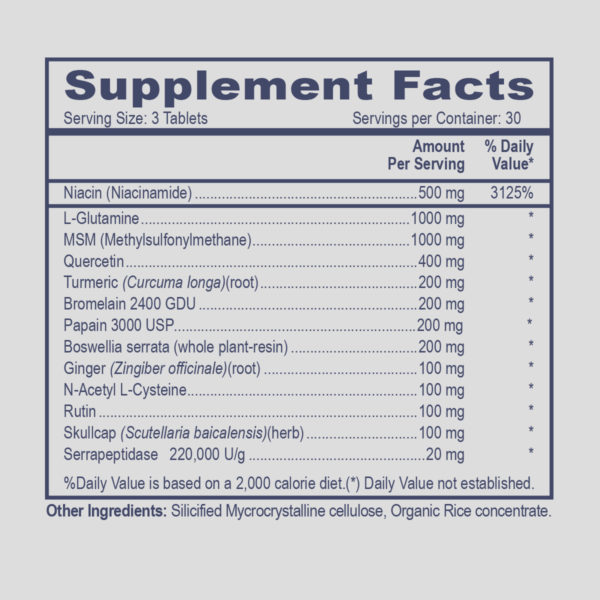 Supplement Facts
Serving Size: 3 Tablets Servings per Container: 30
Amount Per Serving % Daily Value*
Niacin (Niacinamide) 500 mg 3125%
L-Glutamine 1000 mg *
MSM (Methylsulfonylmethane) 1000 mg *
Quercetin 400 mg *
Turmeric (Curcuma longa)(root) 200 mg *
Bromelain 2400 GDU 200 mg *
Papain 3000 USP 200 mg *
Boswellia serrata (whole plant-resin) 200 mg *
Ginger (Zingiber officinale)(root) 100 mg *
N-Acetyl L-Cysteine 100 mg *
Rutin 100 mg *
Skullcap (Scutellaria baicalensis)(herb) 100 mg *
Serrapeptidase 220,000 U/g 20 mg *
%Daily Value is based on a 2,000 calorie diet.(*) Daily Value not established.
Other Ingredients: Silicified Mycrocrystalline cellulose, Organic Rice concentrate.